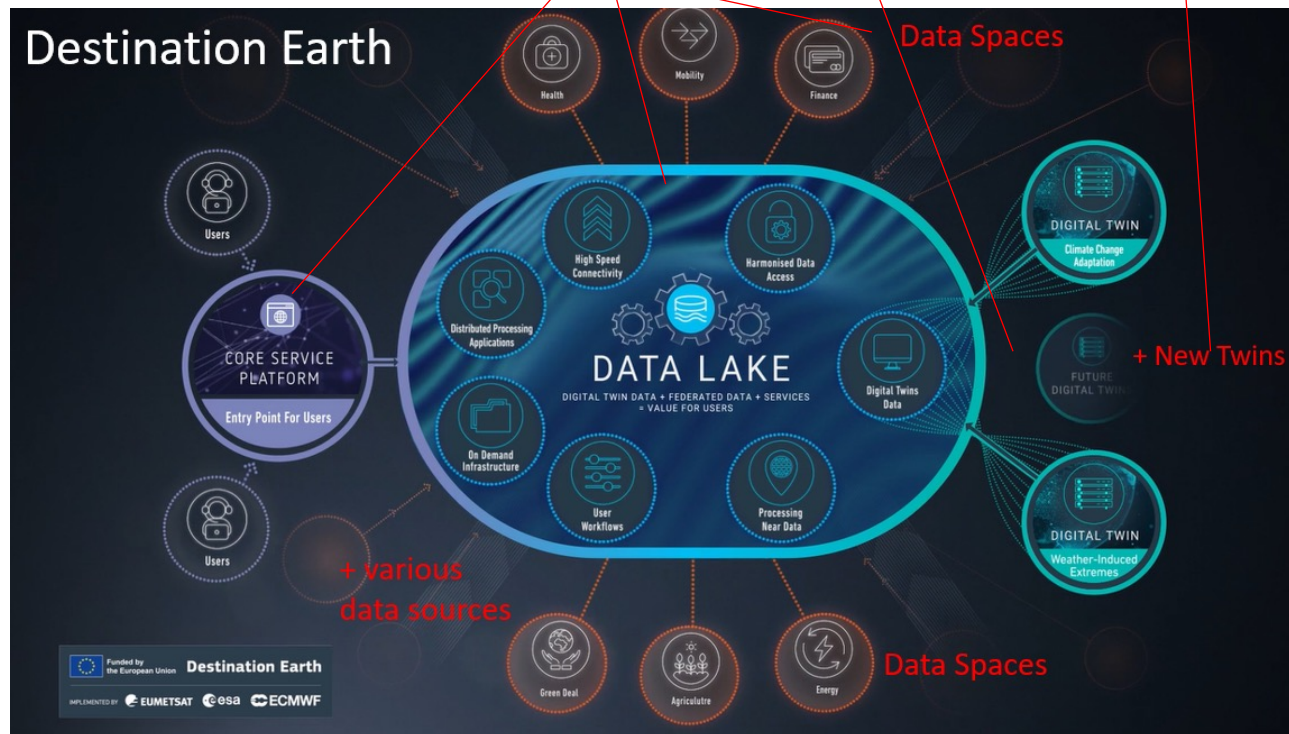 Destination Earth
Data Spaces
Health
Mobility
Finance
Users
High Speed
Connectivity
Harmonised Data
Access
DIGITAL TWIN
Climate Change
Adaptation
Distributed Processing
Applications
CORE SERVICE
PLATFORM
Entry Point For Users
DATA LAKE
DIGITAL TWIN DATA + FEDERATED DATA + SERVICES
= VALUE FOR USERS
Digital Twins
Data
FUTURE
DIGITAL TWINS
+ New Twins
On Demand
Infrastructure
User
Workflows
Processing
Near Data
DIGITAL TWIN
Weather-Induced
Extremes
Users
+ various
data sources
Green Deal
Agriculutre
Energy
Data Spaces
Funded by
the European Union
Destination Earth
IMPLEMENTED BY EUMETSAT esa ECMWF